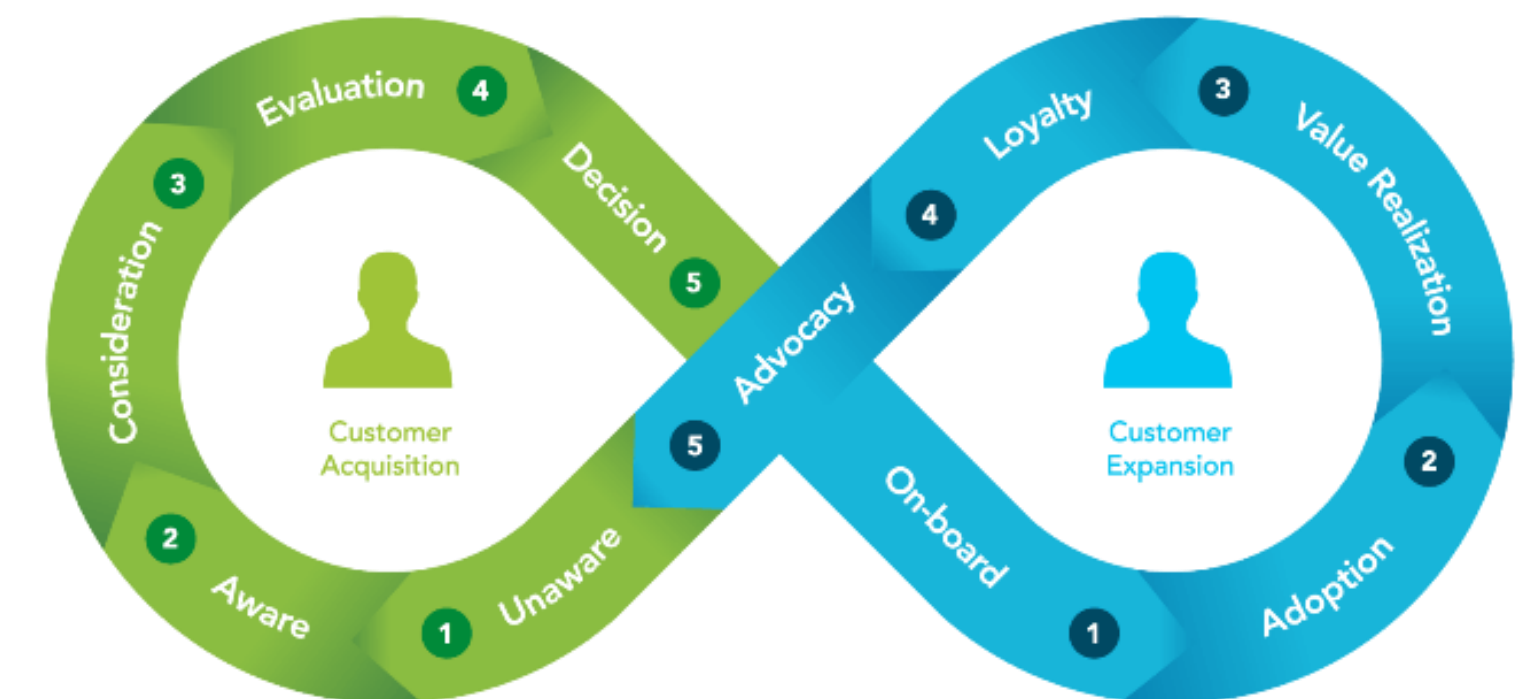 Unaware
1
Aware
2
Consideration
3
Evaluation
4
Decision
5
Customer
Acquisition
On-board
1
Adoption
2
Value Realization
3
Loyalty
4
Advocacy
5
Customer
Expansion